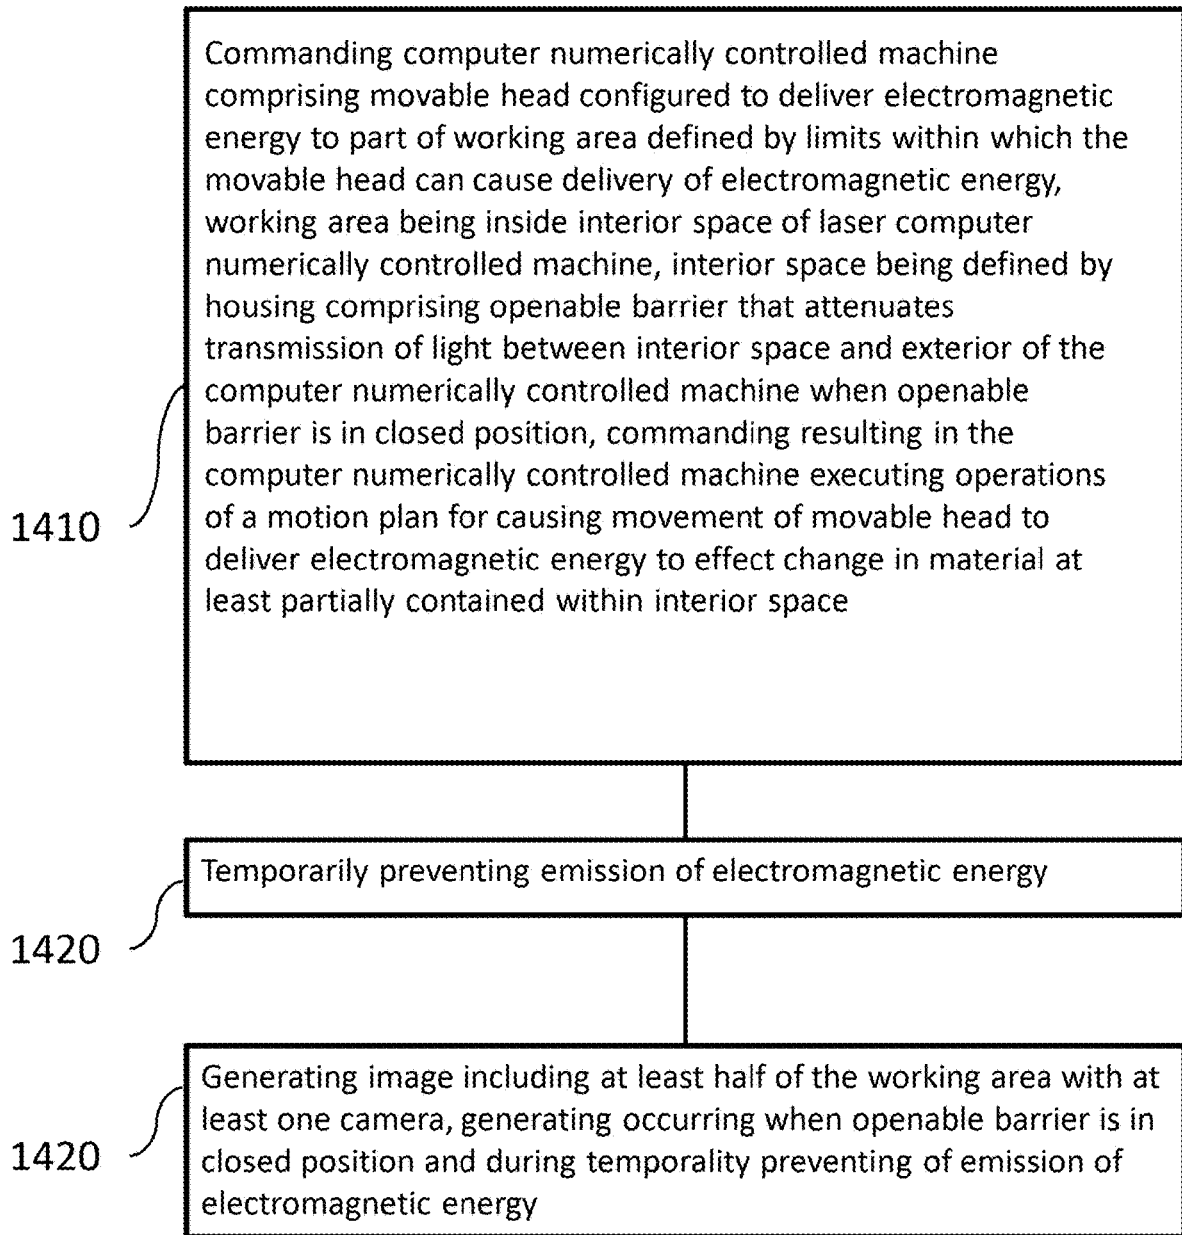 Commanding computer numerically controlled machine
comprising movable head configured to deliver electromagnetic
energy to part of working area defined by limits within which the
movable head can cause delivery of electromagnetic energy,
working area being inside interior space of laser computer
numerically controlled machine, interior space being defined by
housing comprising openable barrier that attenuates
transmission of light between interior space and exterior of the
computer numerically controlled machine when openable
barrier is in closed position, commanding resulting in the
computer numerically controlled machine executing operations
of a motion plan for causing movement of movable head to
deliver electromagnetic energy to effect change in material at
least partially contained within interior space
1410
Temporarily preventing emission of electromagnetic energy
1420
Generating image including at least half of the working area with at
least one camera, generating occurring when openable barrier is in
closed position and during temporality preventing of emission of
electromagnetic energy
1420